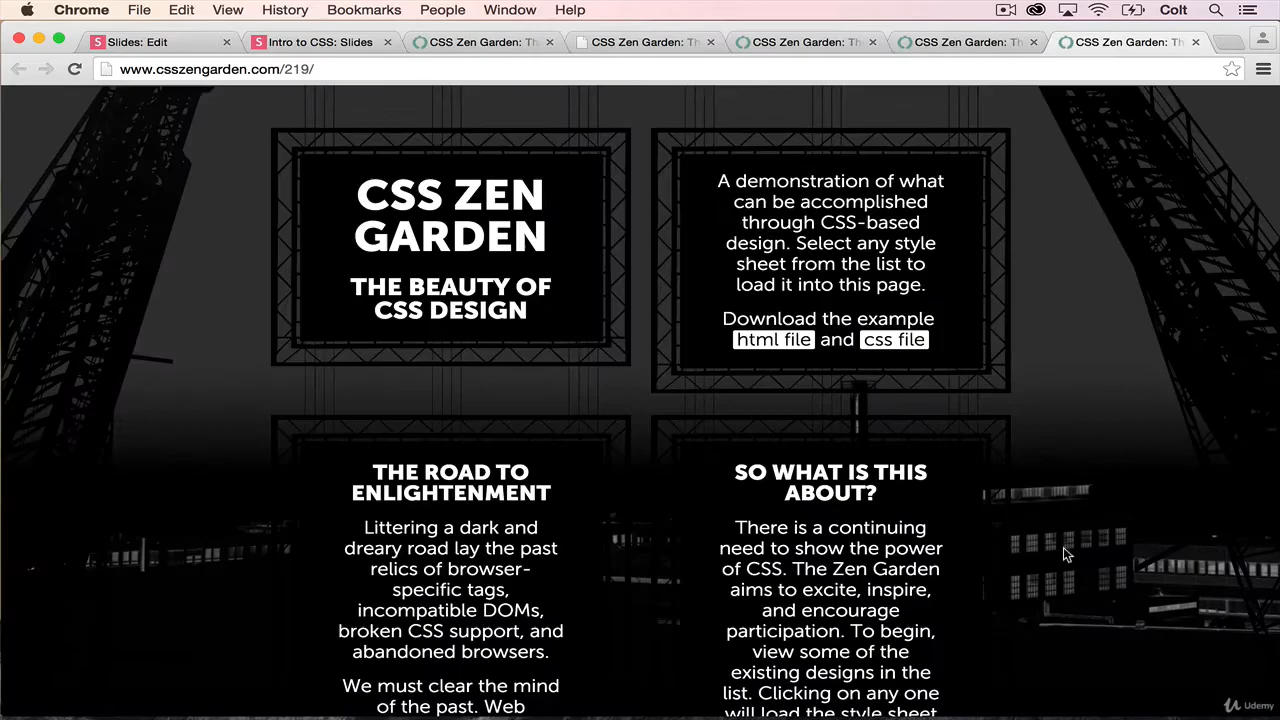 Chrome File Edit View History Bookmarks People Window Help Colt
Slides: Edit
Intro to CSS: Slides
CSS Zen Garden: Th
CSS Zen Garden: Th
CSS Zen Garden: Th
CSS Zen Garden: Th
CSS Zen Garden: Th
www.csszengarden.com/219/
CSS ZEN
GARDEN
THE BEAUTY OF
CSS DESIGN
A demonstration of what
can be accomplished
through CSS-based
design. Select any style
sheet from the list to
load it into this page.
Download the example
html file and css file
THE ROAD TO
ENLIGHTENMENT
Littering a dark and
dreary road lay the past
relics of browser-
specific tags,
incompatible DOMs,
broken CSS support, and
abandoned browsers.
We must clear the mind
of the past. Web
SO WHAT IS THIS
ABOUT?
There is a continuing
need to show the power
of CSS. The Zen Garden
aims to excite, inspire,
and encourage
participation. To begin,
view some of the
existing designs in the
list. Clicking on any one
will load the style sheet
Udemy